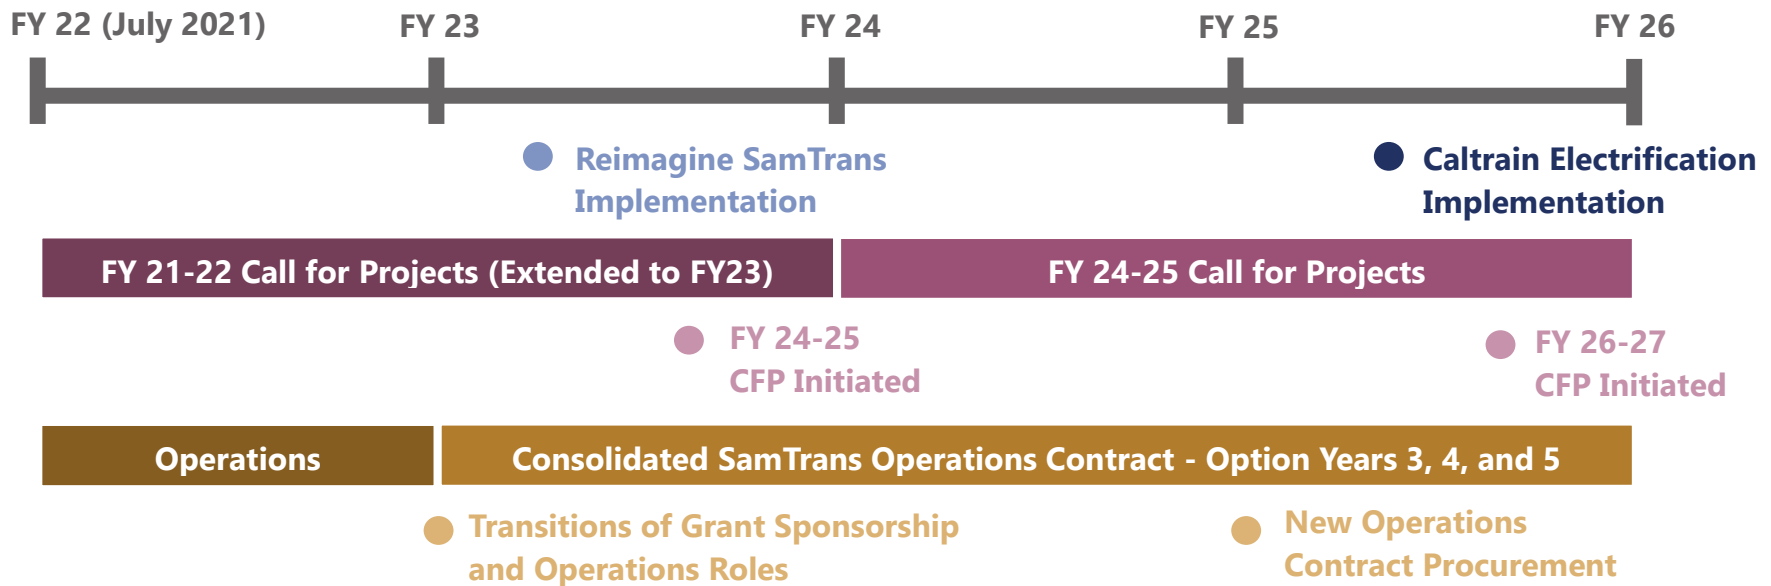 FY 22 (July 2021)
FY 23
FY 24
FY 25
FY 26
Reimagine SamTrans
Implementation
Caltrain Electrification
Implementation
FY 21-22 Call for Projects (Extended to FY23)
FY 24-25 Call for Projects
FY 24-25
CFP Initiated
FY 26-27
CFP Initiated
Operations
Consolidated SamTrans Operations Contract - Option Years 3, 4, and 5
Transitions of Grant Sponsorship
and Operations Roles
New Operations
Contract Procurement